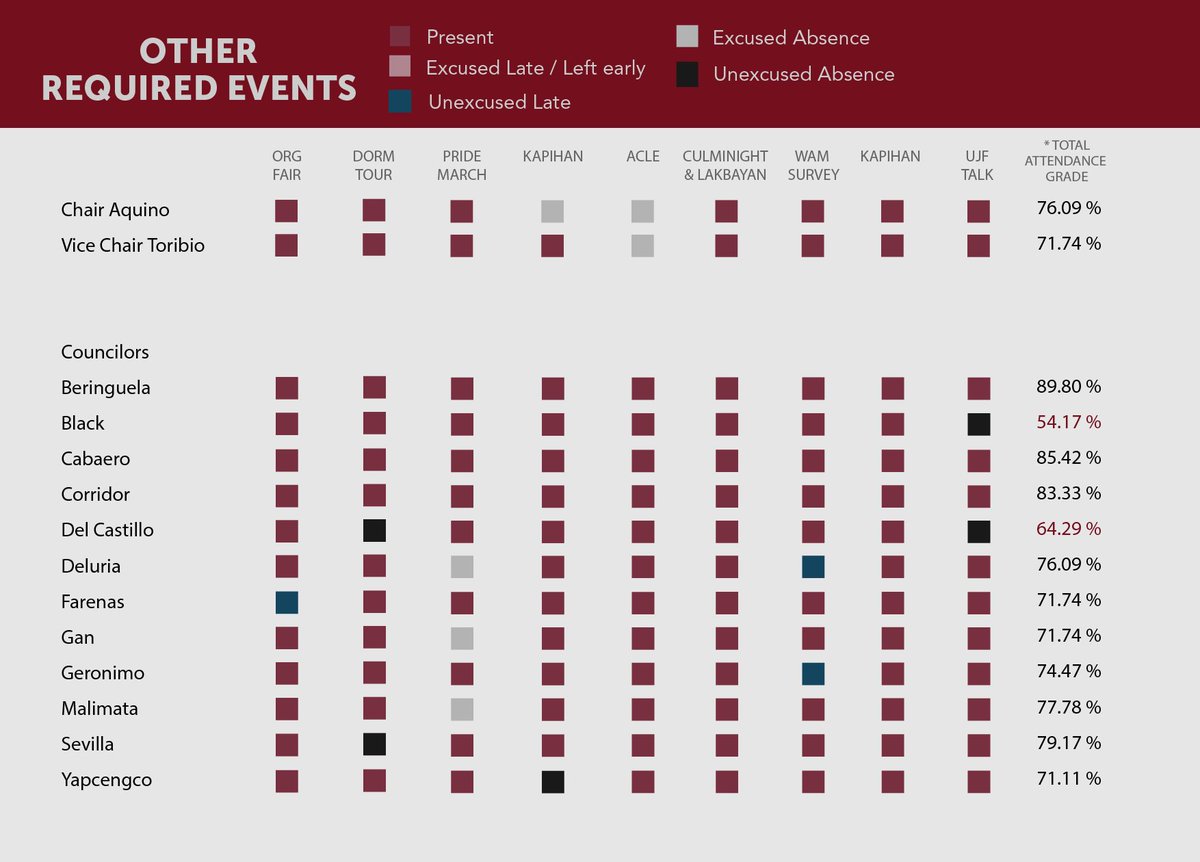 OTHER
REQUIRED EVENTS
Present
Excused Late / Left early
Unexcused Late
Excused Absence
Unexcused Absence
ORG
FAIR
DORM
TOUR
PRIDE
MARCH
KAPIHAN
ACLE
CULMINIGHT
& LAKBAYAN
WAM
SURVEY
KAPIHAN
UJF
TALK
* TOTAL
ATTENDANCE
GRADE
Chair Aquino 76.09 %
Vice Chair Toribio 71.74 %
Councilors
Beringuela 89.80 %
Black 54.17 %
Cabaero 85.42 %
Corridor 83.33 %
Del Castillo 64.29 %
Deluria 76.09 %
Farenas 71.74 %
Gan 71.74 %
Geronimo 74.47 %
Malimata 77.78 %
Sevilla 79.17 %
Yapcengco 71.11 %